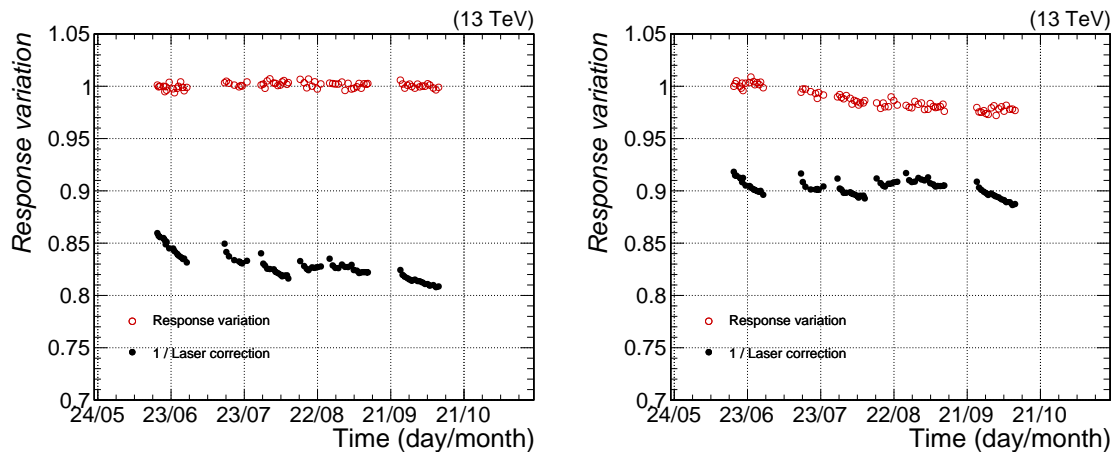 (13 TeV)
Response variation
1.05
1
0.95
0.9
0.85
0.8
0.75
0.7
Response variation
1 / Laser correction
24/05 23/06 23/07 22/08 21/09 21/10
Time (day/month)
(13 TeV)
Response variation
1.05
1
0.95
0.9
0.85
0.8
0.75
0.7
Response variation
1 / Laser correction
24/05 23/06 23/07 22/08 21/09 21/10
Time (day/month)